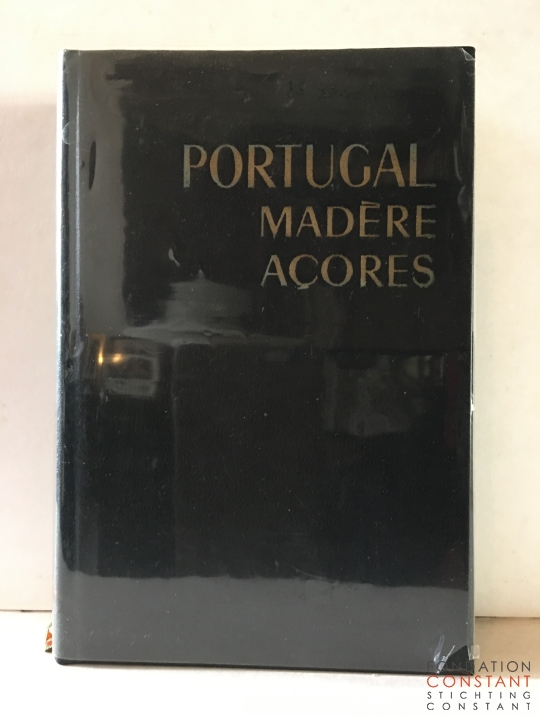 PORTUGAL
MADÈRE
AÇORES
FONDATION
CONSTANT
STICHTING
CONSTANT